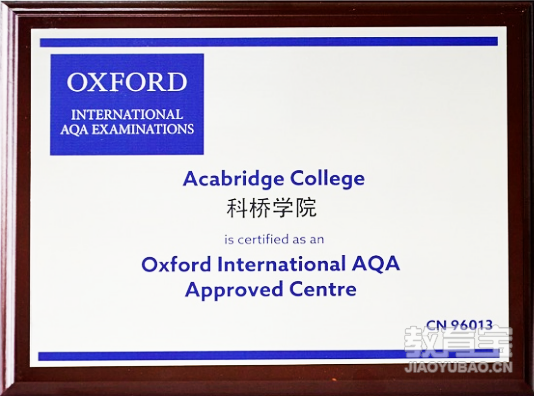 OXFORD
INTERNATIONAL
AQA EXAMINATIONS
Acabridge College
科桥学院
is certified as an
Oxford International AQA
Approved Centre
CN 96013
教育宝
JIAOYUBAO.CN